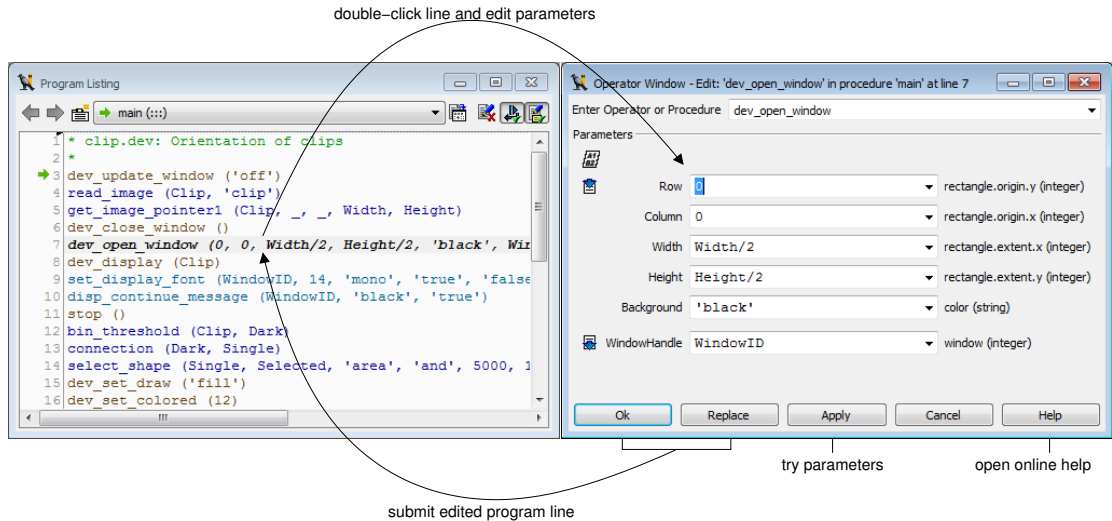 double−click line and edit parameters
Program Listing
main (:::)
1 * clip.dev: Orientation of clips
2 *
3 dev_update_window ('off')
4 read_image (Clip, 'clip')
5 get_image_pointer1 (Clip, _, _, Width, Height)
6 dev_close_window ()
7 dev_open_window (0, 0, Width/2, Height/2, 'black', Win
8 dev_display (Clip)
9 set_display_font (WindowID, 14, 'mono', 'true', 'false
10 disp_continue_message (WindowID, 'black', 'true')
11 stop ()
12 bin_threshold (Clip, Dark)
13 connection (Dark, Single)
14 select_shape (Single, Selected, 'area', 'and', 5000, 1
15 dev_set_draw ('fill')
16 dev_set_colored (12)
Operator Window - Edit: 'dev_open_window' in procedure 'main' at line 7
Enter Operator or Procedure dev_open_window
Parameters
Row 0 rectangle.origin.y (integer)
Column 0 rectangle.origin.x (integer)
Width Width/2 rectangle.extent.x (integer)
Height Height/2 rectangle.extent.y (integer)
Background 'black' color (string)
WindowHandle WindowID window (integer)
Ok Replace Apply Cancel Help
try parameters
open online help
submit edited program line